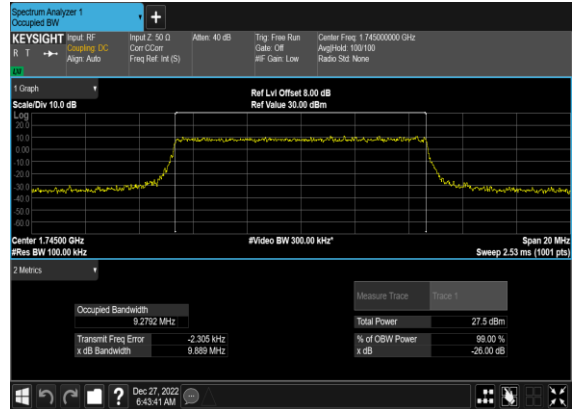 Spectrum Analyzer 1
Occupied BW
+
KEYSIGHT
R T
LW
Input: RF
Coupling: DC
Align: Auto
Input Z: 50 Ω
Corr CCorr
Freq Ref: Int (S)
Atten: 40 dB
Trig: Free Run
Gate: Off
#IF Gain: Low
Center Freq: 1.745000000 GHz
Avg|Hold: 100/100
Radio Std: None
1 Graph
Scale/Div 10.0 dB
Ref Lvl Offset 8.00 dB
Ref Value 30.00 dBm
Log
20.0
10.0
0.00
-10.0
-20.0
-30.0
-40.0
-50.0
-60.0
Center 1.74500 GHz
#Res BW 100.00 kHz
#Video BW 300.00 kHz*
Span 20 MHz
Sweep 2.53 ms (1001 pts)
2 Metrics
Measure Trace
Trace 1
Occupied Bandwidth
9.2792 MHz
Total Power
27.5 dBm
Transmit Freq Error
-2.305 kHz
% of OBW Power
99.00 %
x dB Bandwidth
9.889 MHz
x dB
-26.00 dB
?
Dec 27, 2022
6:43:41 AM